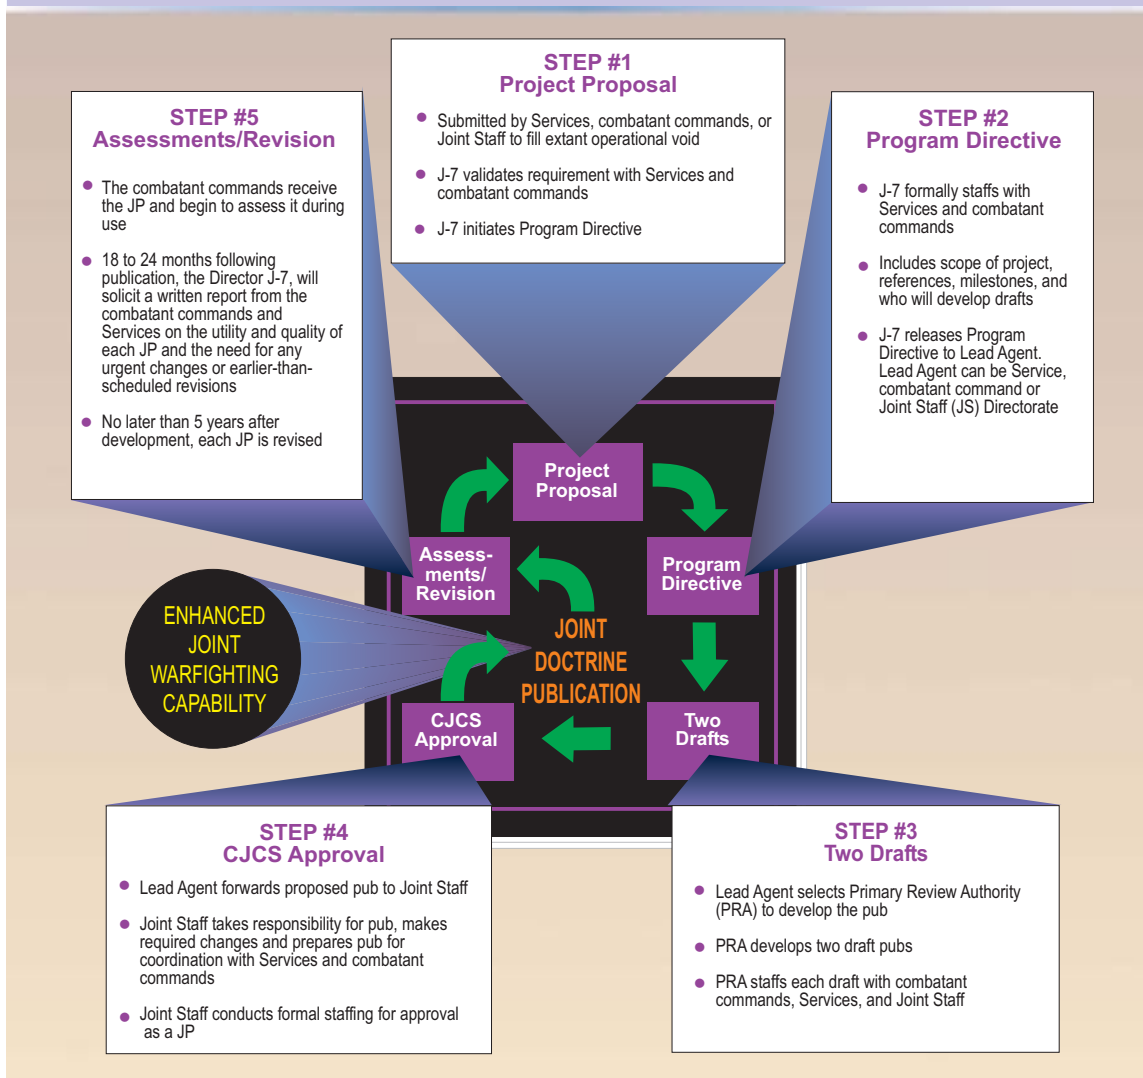 STEP #1
Project Proposal
Submitted by Services, combatant commands, or
Joint Staff to fill extant operational void
J-7 validates requirement with Services and
combatant commands
J-7 initiates Program Directive
STEP #5
Assessments/Revision
The combatant commands receive
the JP and begin to assess it during
use
18 to 24 months following
publication, the Director J-7, will
solicit a written report from the
combatant commands and
Services on the utility and quality of
each JP and the need for any
urgent changes or earlier-than-
scheduled revisions
No later than 5 years after
development, each JP is revised
STEP #2
Program Directive
J-7 formally staffs with
Services and combatant
commands
Includes scope of project,
references, milestones, and
who will develop drafts
J-7 releases Program
Directive to Lead Agent.
Lead Agent can be Service,
combatant command or
Joint Staff (JS) Directorate
Project
Proposal
Assess-
ments/
Revision
Program
Directive
ENHANCED
JOINT
WARFIGHTING
CAPABILITY
JOINT
DOCTRINE
PUBLICATION
CJCS
Approval
Two
Drafts
STEP #4
CJCS Approval
Lead Agent forwards proposed pub to Joint Staff
Joint Staff takes responsibility for pub, makes
required changes and prepares pub for
coordination with Services and combatant
commands
Joint Staff conducts formal staffing for approval
as a JP
STEP #3
Two Drafts
Lead Agent selects Primary Review Authority
(PRA) to develop the pub
PRA develops two draft pubs
PRA staffs each draft with combatant
commands, Services, and Joint Staff